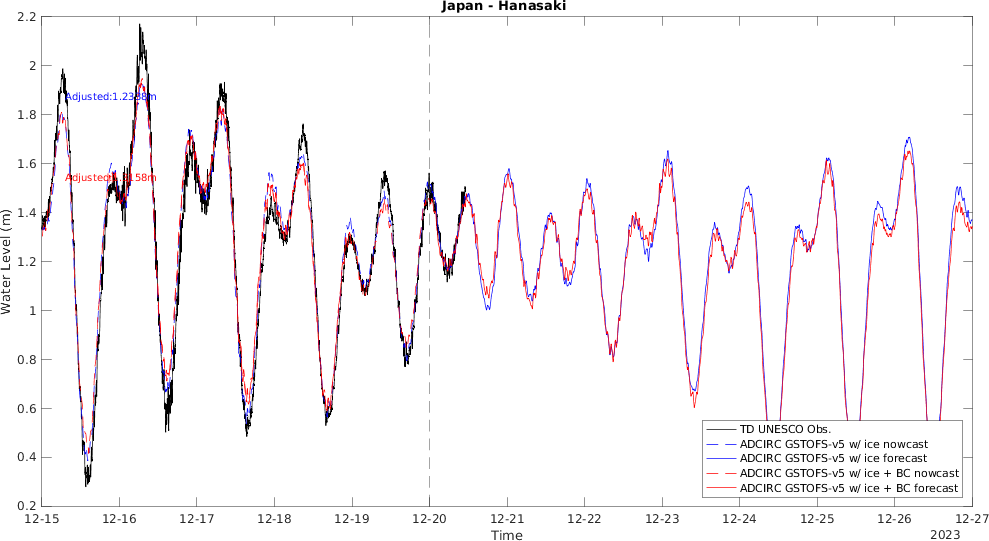 Japan - Hanasaki
Water Level (m)
2.2
2
1.8
1.6
1.4
1.2
1
0.8
0.6
0.4
0.2
TD UNESCO Obs.
ADCIRC GSTOFS-v5 w/ ice nowcast
ADCIRC GSTOFS-v5 w/ ice forecast
ADCIRC GSTOFS-v5 w/ ice + BC nowcast
ADCIRC GSTOFS-v5 w/ ice + BC forecast
12-15 12-16 12-17 12-18 12-19 12-20 12-21 12-22 12-23 12-24 12-25 12-26 12-27
Time
2023